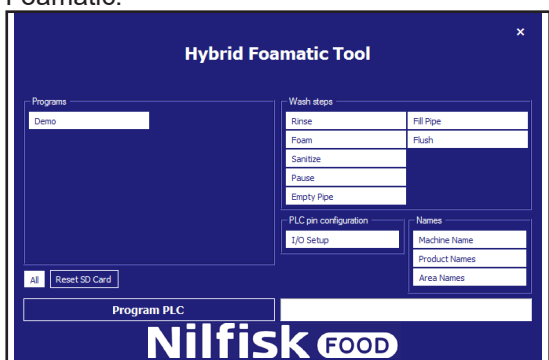 Foamatic.
×
Hybrid Foamatic Tool
Programs
Demo
All
Reset SD Card
Program PLC
Wash steps
Rinse
Foam
Sanitize
Pause
Empty Pipe
Fill Pipe
Flush
PLC pin configuration
I/O Setup
Names
Machine Name
Product Names
Area Names
Nilfisk FOOD